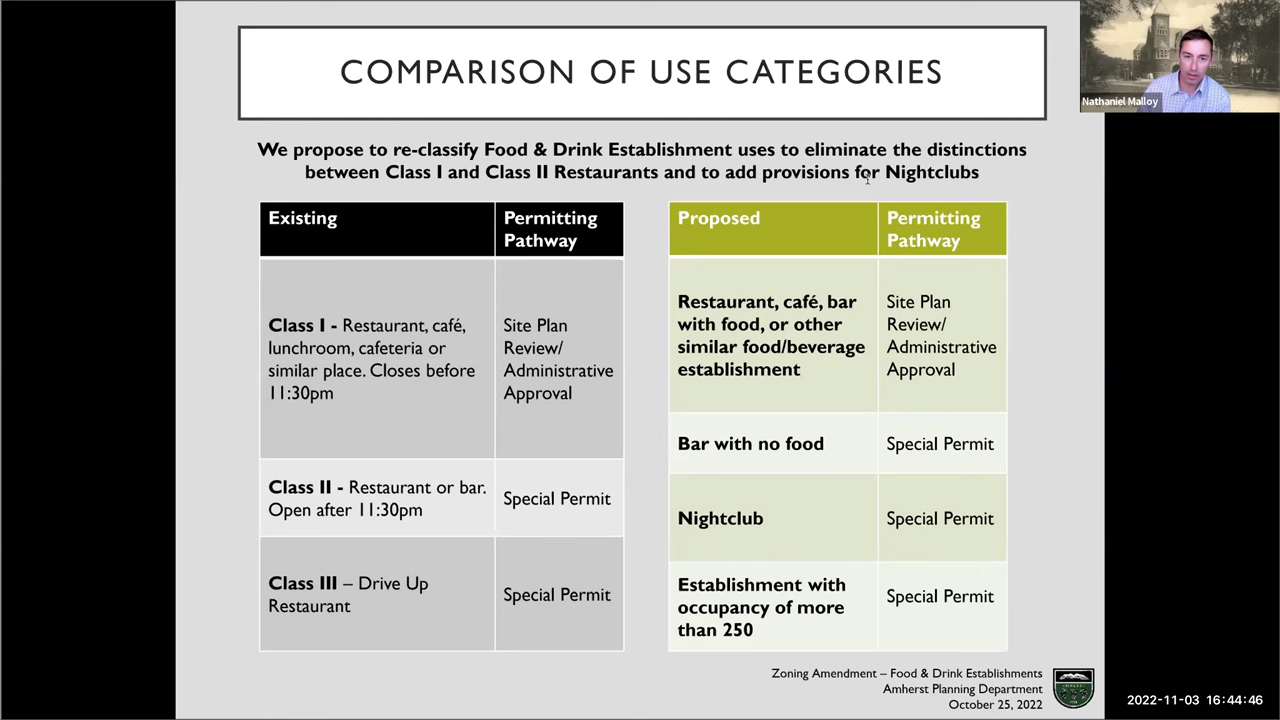 COMPARISON OF USE CATEGORIES
Nathaniel Malloy
We propose to re-classify Food & Drink Establishment uses to eliminate the distinctions
between Class I and Class II Restaurants and to add provisions for Nightclubs
Existing
Permitting
Pathway
Class I - Restaurant, café,
lunchroom, cafeteria or
similar place. Closes before
11:30pm
Site Plan
Review/
Administrative
Approval
Class II - Restaurant or bar.
Open after 11:30pm
Special Permit
Class III – Drive Up
Restaurant
Special Permit
Proposed
Permitting
Pathway
Restaurant, café, bar
with food, or other
similar food/beverage
establishment
Site Plan
Review/
Administrative
Approval
Bar with no food
Special Permit
Nightclub
Special Permit
Establishment with
occupancy of more
than 250
Special Permit
Zoning Amendment – Food & Drink Establishments
Amherst Planning Department
October 25, 2022
2022-11-03 16:44:46